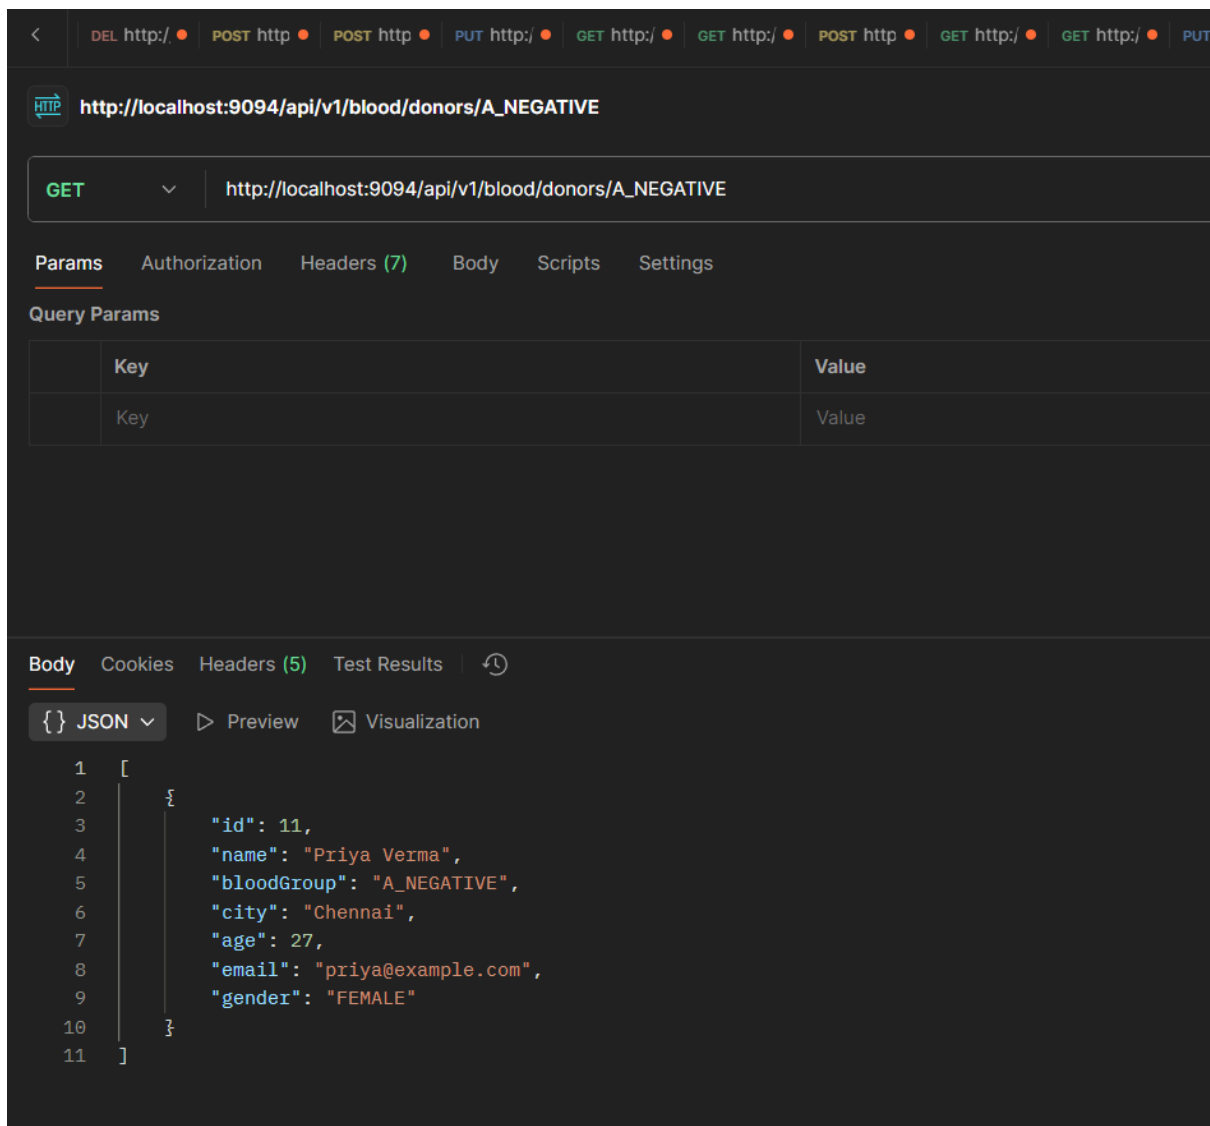 DEL http:/ POST http POST http PUT http:/ GET http:/ GET http:/ POST http GET http:/ GET http:/ PUT
HTTP http://localhost:9094/api/v1/blood/donors/A_NEGATIVE
GET http://localhost:9094/api/v1/blood/donors/A_NEGATIVE
Params Authorization Headers (7) Body Scripts Settings
Query Params
Key Value
Key Value
Body Cookies Headers (5) Test Results
{} JSON Preview Visualization
1 [
2 {
3 "id": 11,
4 "name": "Priya Verma",
5 "bloodGroup": "A_NEGATIVE",
6 "city": "Chennai",
7 "age": 27,
8 "email": "priya@example.com",
9 "gender": "FEMALE"
10 }
11 ]